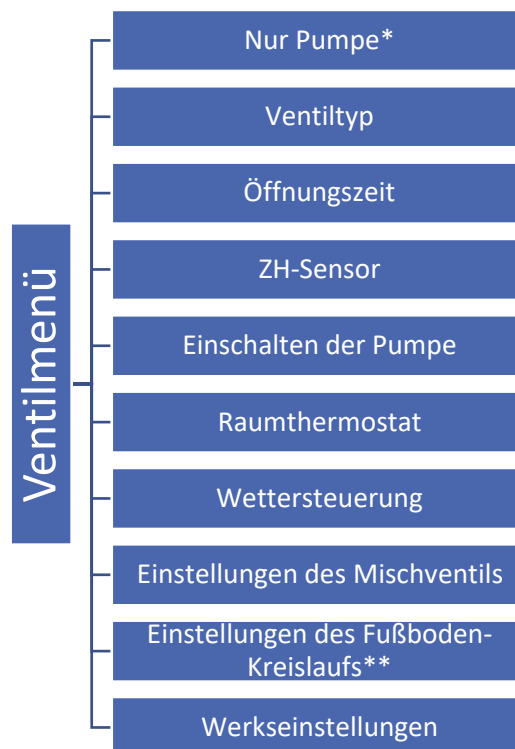 Ventilmenü
Nur Pumpe*
Ventiltyp
Öffnungszeit
ZH-Sensor
Einschalten der Pumpe
Raumthermostat
Wettersteuerung
Einstellungen des Mischventils
Einstellungen des Fußboden-
Kreislaufs**
Werkseinstellungen